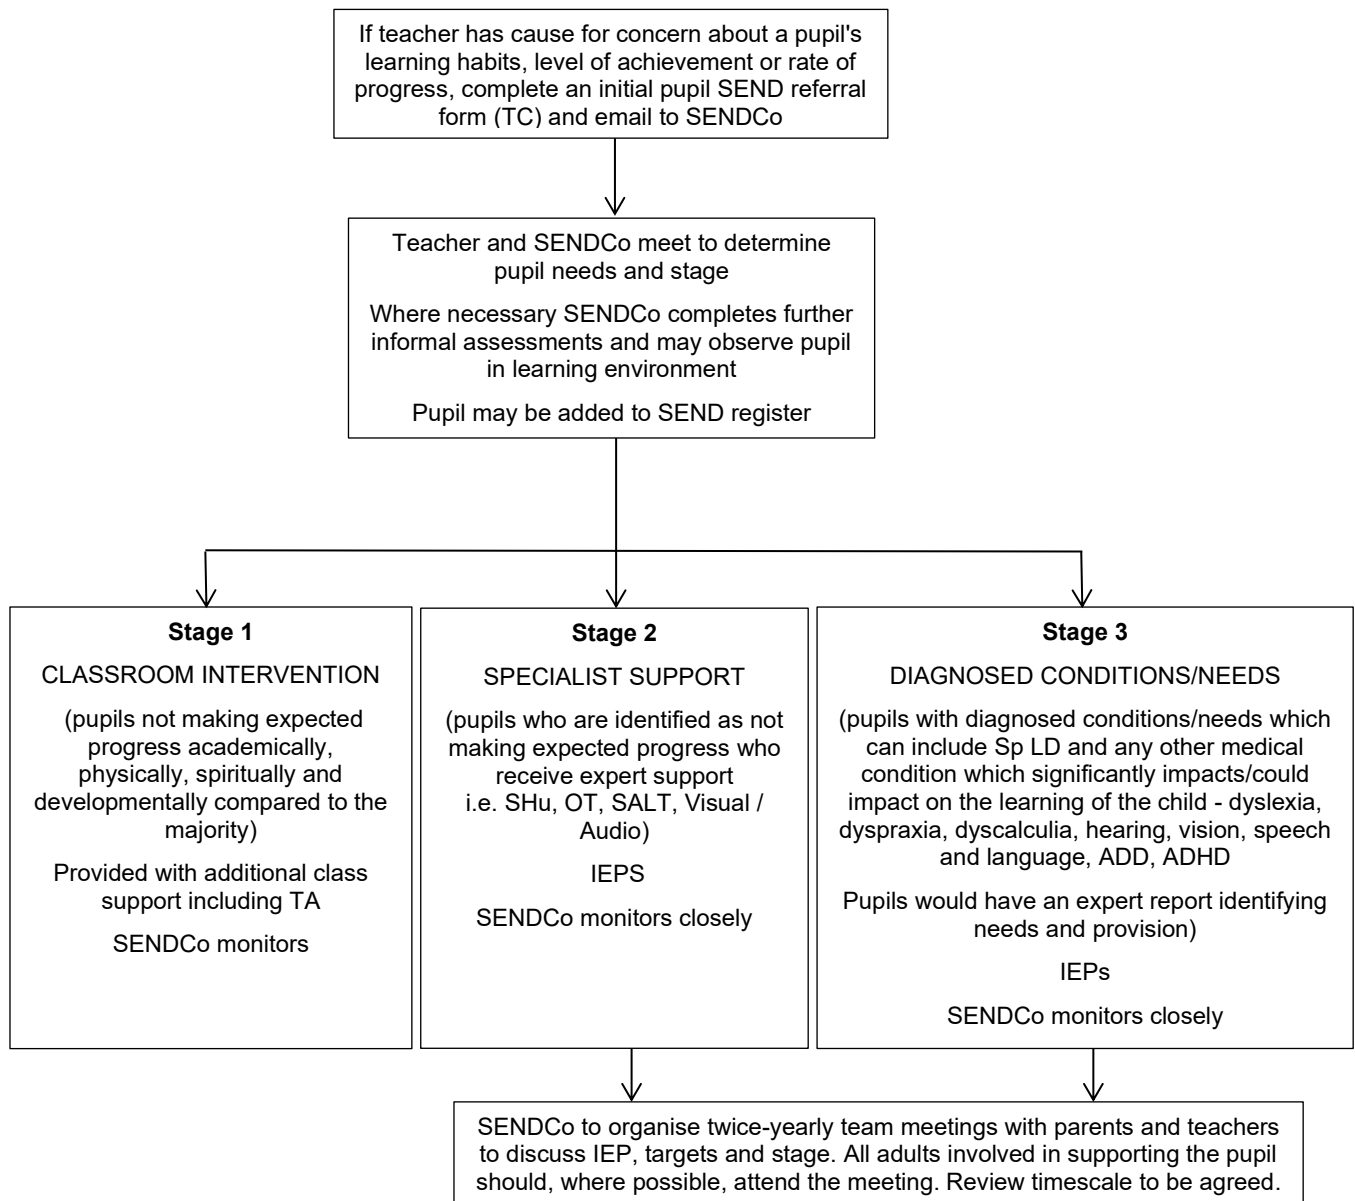 If teacher has cause for concern about a pupil's
learning habits, level of achievement or rate of
progress, complete an initial pupil SEND referral
form (TC) and email to SENDCo
Teacher and SENDCo meet to determine
pupil needs and stage
Where necessary SENDCo completes further
informal assessments and may observe pupil
in learning environment
Pupil may be added to SEND register
Stage 1
CLASSROOM INTERVENTION
(pupils not making expected
progress academically,
physically, spiritually and
developmentally compared to the
majority)
Provided with additional class
support including TA
SENDCo monitors
Stage 2
SPECIALIST SUPPORT
(pupils who are identified as not
making expected progress who
receive expert support
i.e. SHu, OT, SALT, Visual /
Audio)
IEPS
SENDCo monitors closely
Stage 3
DIAGNOSED CONDITIONS/NEEDS
(pupils with diagnosed conditions/needs which
can include Sp LD and any other medical
condition which significantly impacts/could
impact on the learning of the child - dyslexia,
dyspraxia, dyscalculia, hearing, vision, speech
and language, ADD, ADHD
Pupils would have an expert report identifying
needs and provision)
IEPs
SENDCo monitors closely
SENDCo to organise twice-yearly team meetings with parents and teachers
to discuss IEP, targets and stage. All adults involved in supporting the pupil
should, where possible, attend the meeting. Review timescale to be agreed.